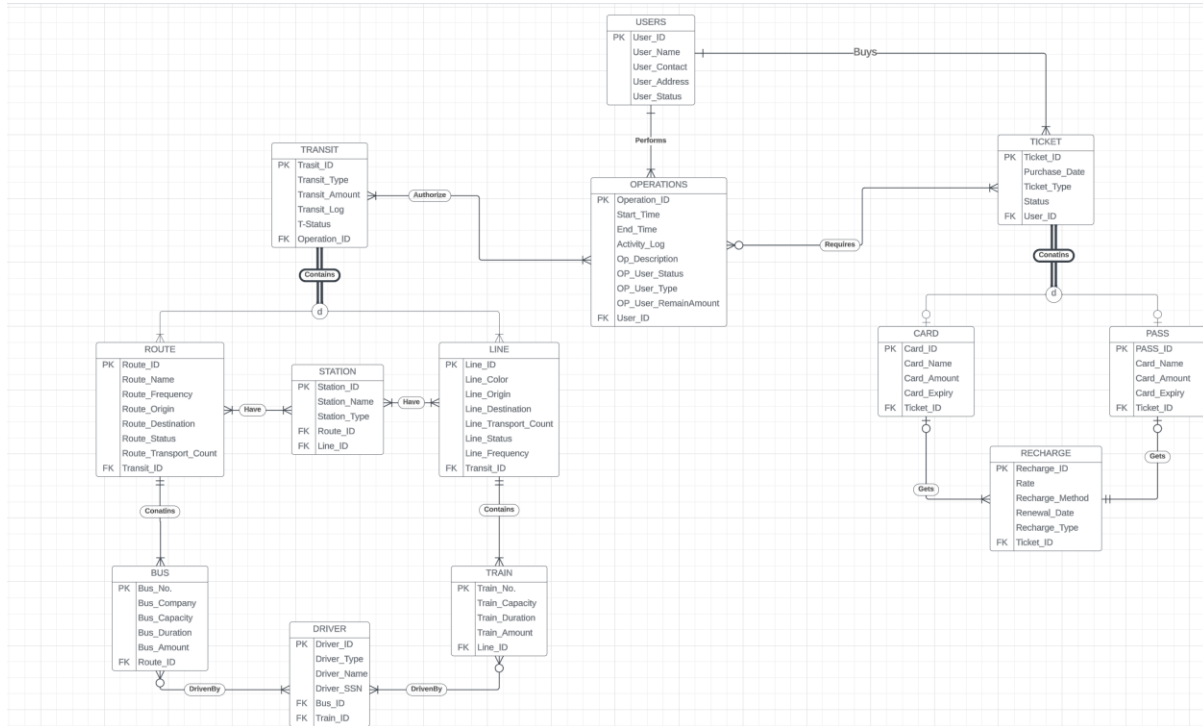 USERS
PK User_ID
User_Name
User_Contact
User_Address
User_Status
Buys
Performs
TRANSIT
PK Trasit_ID
Transit_Type
Transit_Amount
Transit_Log
T-Status
FK Operation_ID
Authorize
OPERATIONS
PK Operation_ID
Start_Time
End_Time
Activity_Log
Op_Description
OP_User_Status
OP_User_Type
OP_User_RemainAmount
FK User_ID
Requires
TICKET
PK Ticket_ID
Purchase_Date
Ticket_Type
Status
FK User_ID
Contains
d
Conatins
d
ROUTE
PK Route_ID
Route_Name
Route_Frequency
Route_Origin
Route_Destination
Route_Status
Route_Transport_Count
FK Transit_ID
Have
STATION
PK Station_ID
Station_Name
Station_Type
FK Route_ID
FK Line_ID
Have
LINE
PK Line_ID
Line_Color
Line_Origin
Line_Destination
Line_Transport_Count
Line_Status
Line_Frequency
FK Transit_ID
CARD
PK Card_ID
Card_Name
Card_Amount
Card_Expiry
FK Ticket_ID
PASS
PK PASS_ID
Card_Name
Card_Amount
Card_Expiry
FK Ticket_ID
Gets
RECHARGE
PK Recharge_ID
Rate
Recharge_Method
Renewal_Date
Recharge_Type
FK Ticket_ID
Gets
Conatins
Contains
BUS
PK Bus_No.
Bus_Company
Bus_Capacity
Bus_Duration
Bus_Amount
FK Route_ID
DrivenBy
DRIVER
PK Driver_ID
Driver_Type
Driver_Name
Driver_SSN
FK Bus_ID
FK Train_ID
DrivenBy
TRAIN
PK Train_No.
Train_Capacity
Train_Duration
Train_Amount
FK Line_ID